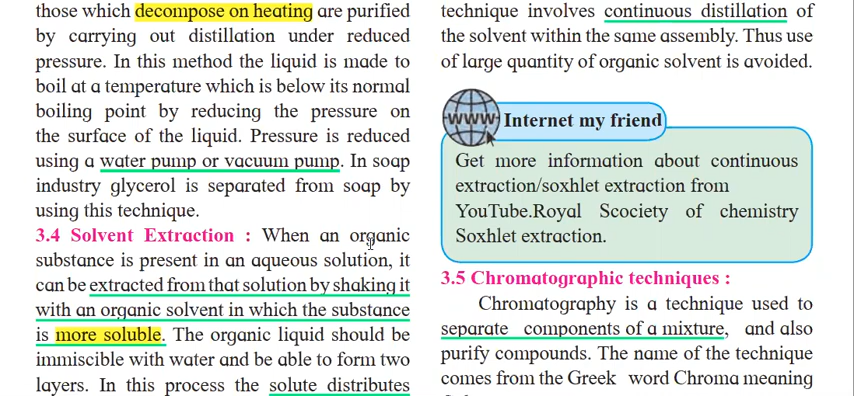 those which decompose on heating are purified
by carrying out distillation under reduced
pressure. In this method the liquid is made to
boil at a temperature which is below its normal
boiling point by reducing the pressure on
the surface of the liquid. Pressure is reduced
using a water pump or vacuum pump. In soap
industry glycerol is separated from soap by
using this technique.
3.4 Solvent Extraction : When an organic
substance is present in an aqueous solution, it
can be extracted from that solution by shaking it
with an organic solvent in which the substance
is more soluble. The organic liquid should be
immiscible with water and be able to form two
layers. In this process the solute distributes
technique involves continuous distillation of
the solvent within the same assembly. Thus use
of large quantity of organic solvent is avoided.
WWW
Internet my friend
Get more information about continuous
extraction/soxhlet extraction from
YouTube.Royal Scociety of chemistry
Soxhlet extraction.
3.5 Chromatographic techniques :
Chromatography is a technique used to
separate components of a mixture, and also
purify compounds. The name of the technique
comes from the Greek word Chroma meaning